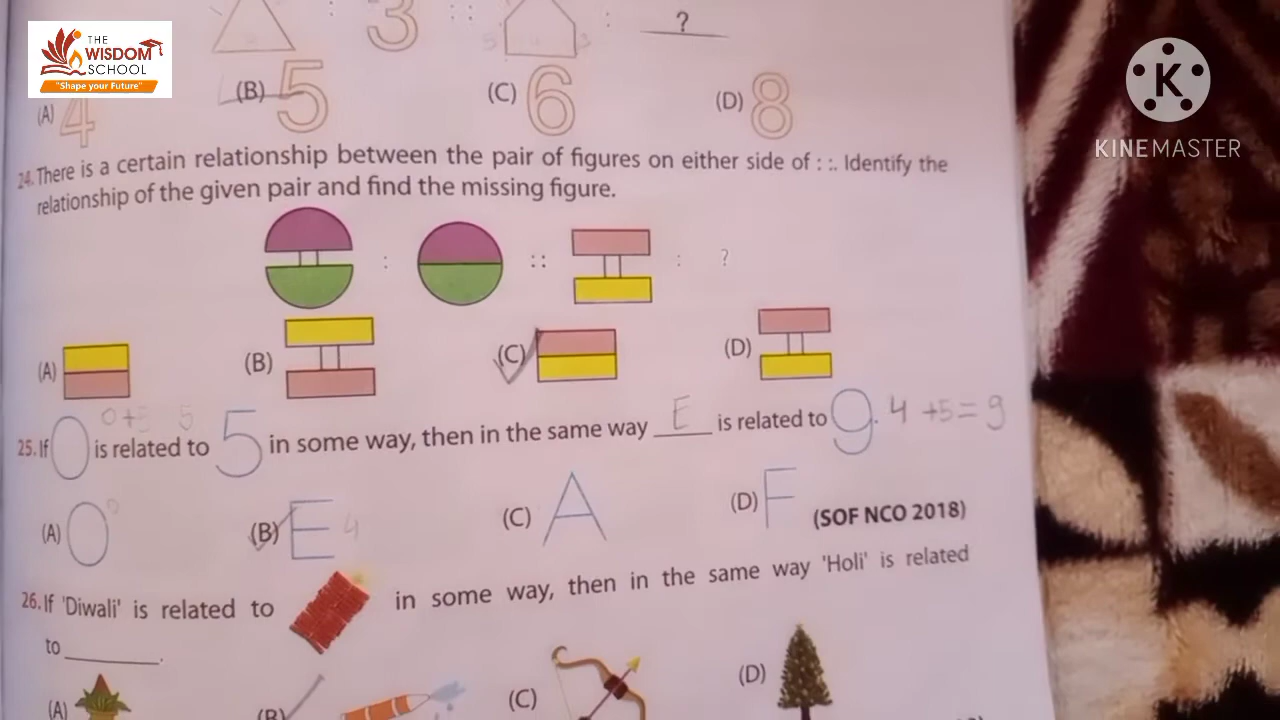 THE
WISDOM
SCHOOL
"Shape your Future"
K
KINEMASTER
: 3 :: 5 3 : ?
(A) 4 (B) 5 (C) 6 (D) 8
24. There is a certain relationship between the pair of figures on either side of : :. Identify the
relationship of the given pair and find the missing figure.
: :: : ?
(A) (B) (C) (D)
0+5 5
25. If O is related to 5 in some way, then in the same way E is related to 9. 4 +5 = 9
(A) O 0 (B) E 4 (C) A (D) F
(SOF NCO 2018)
26. If 'Diwali' is related to in some way, then in the same way 'Holi' is related
to ________.
(A) (B) (C) (D)